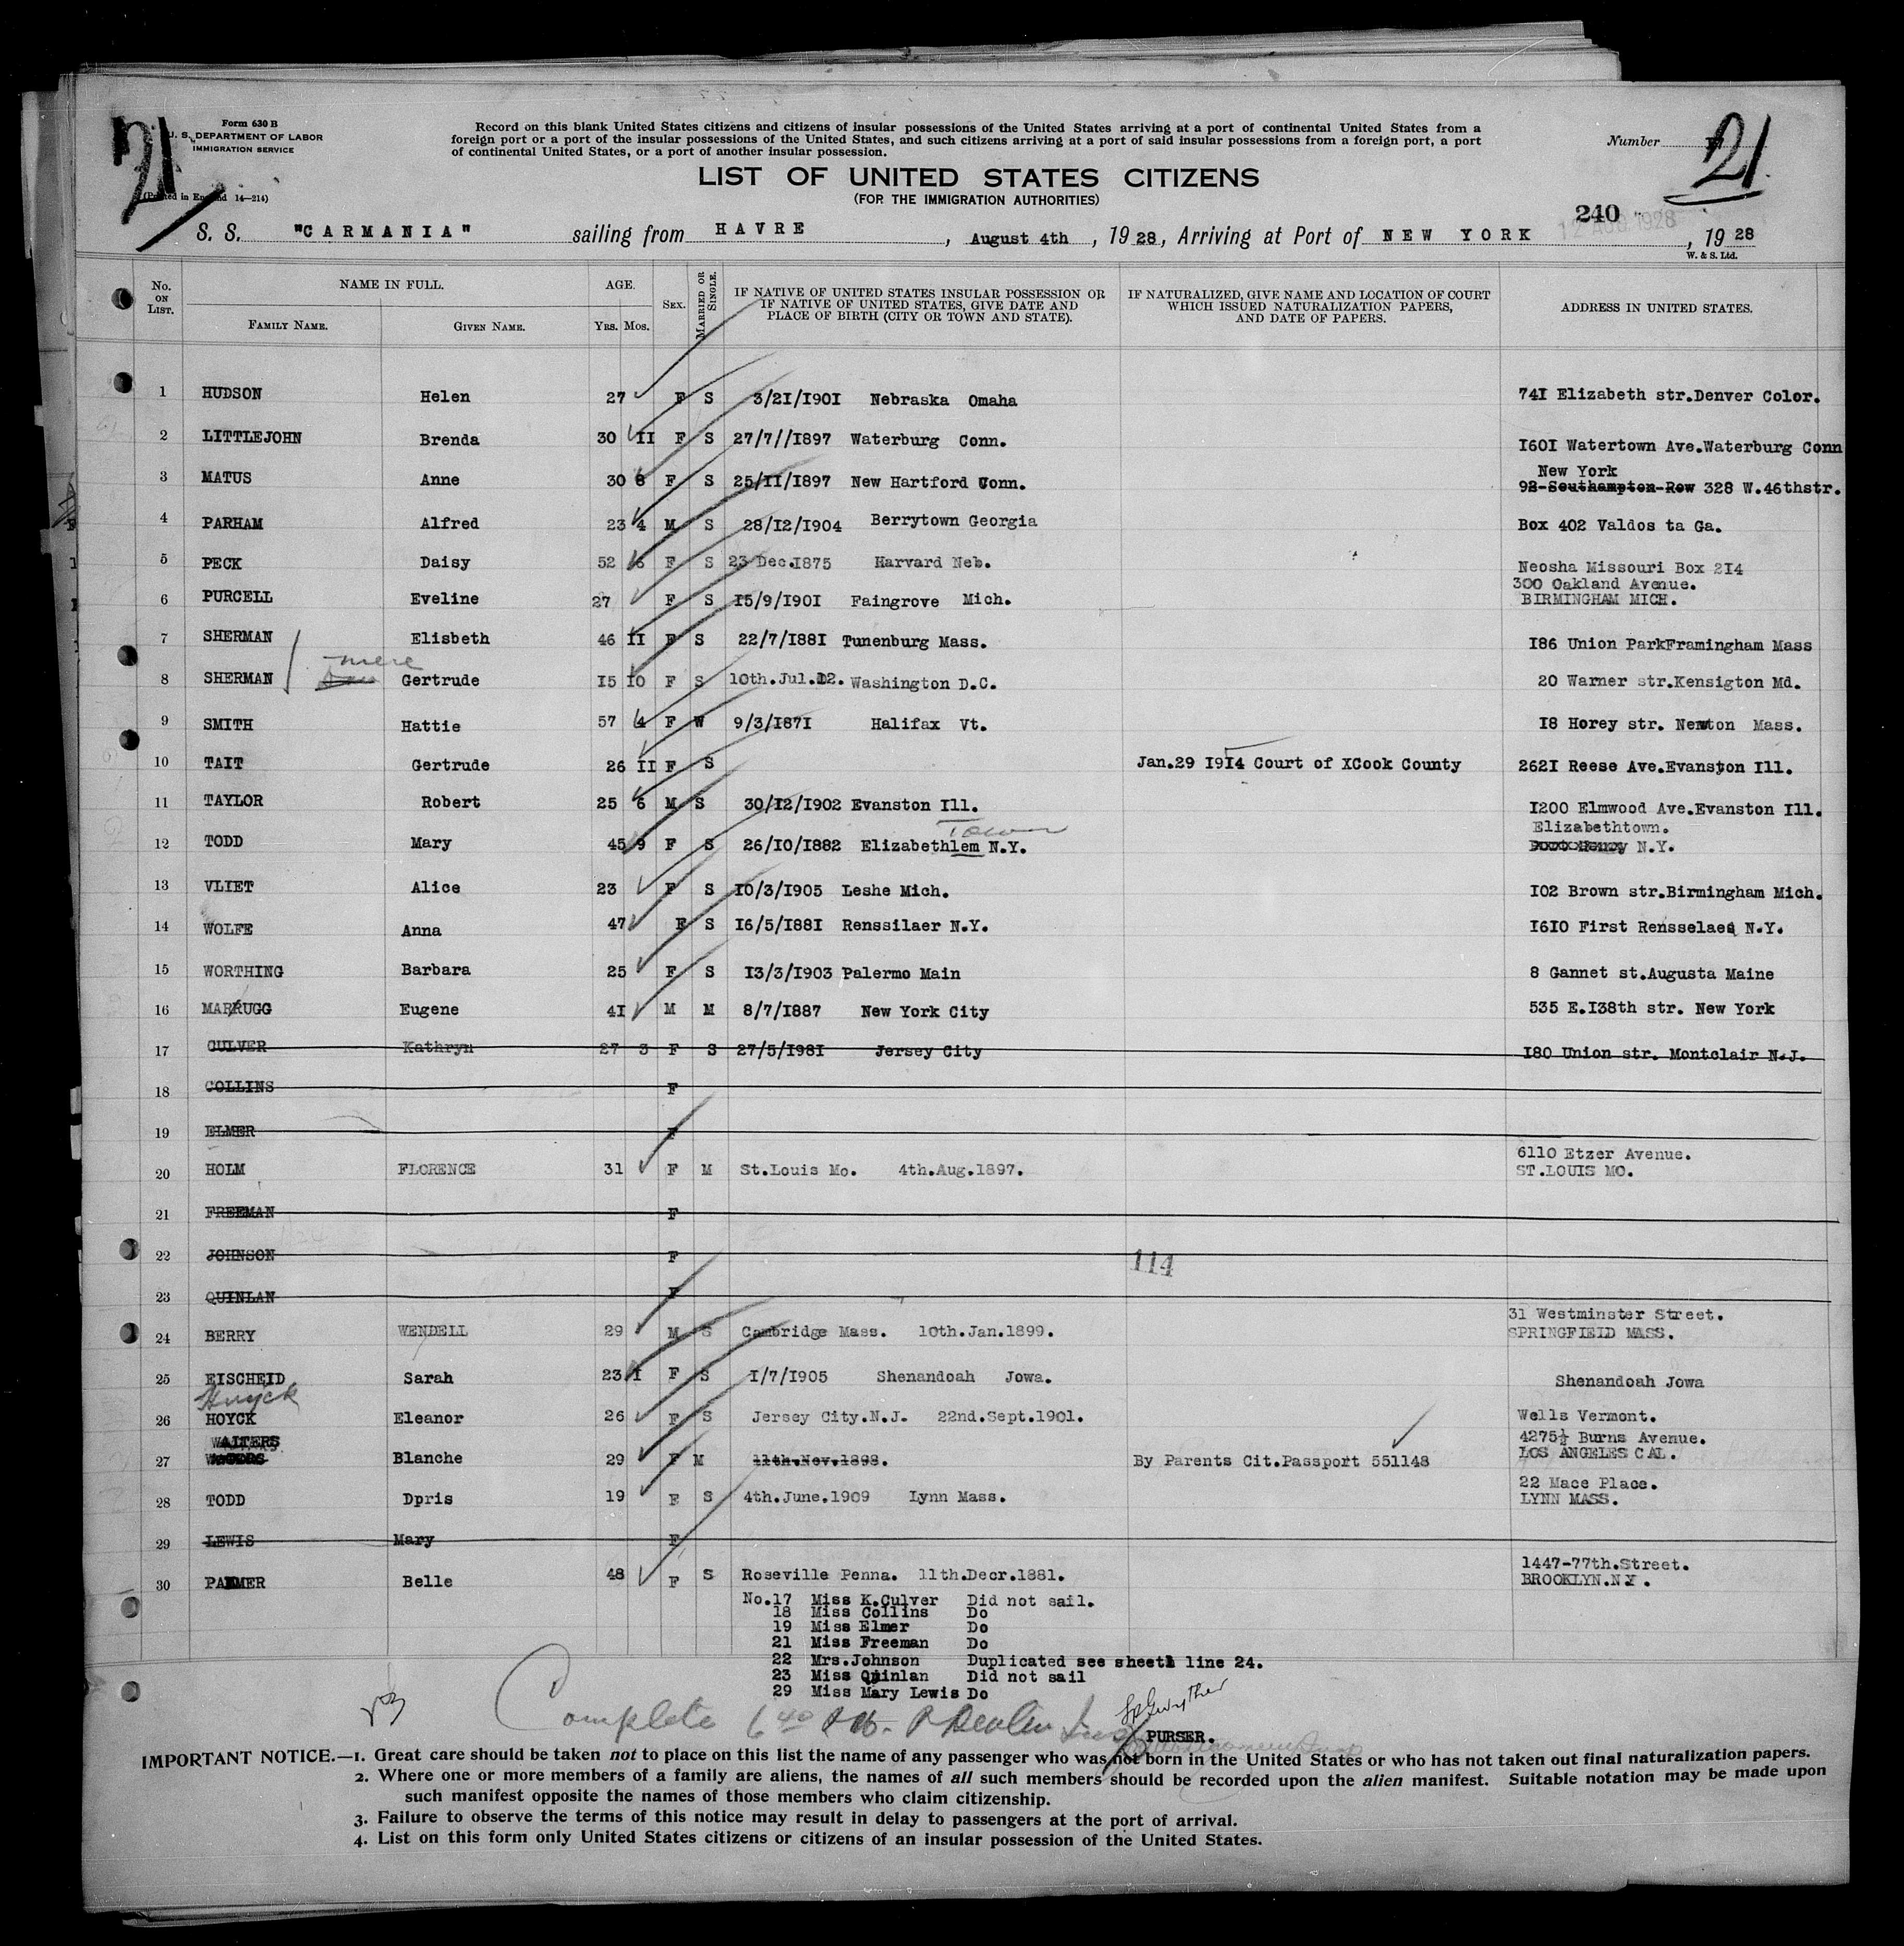 Form 630 B
U. S. DEPARTMENT OF LABOR
IMMIGRATION SERVICE
(Printed in England 14—214)
21
Record on this blank United States citizens and citizens of insular possessions of the United States arriving at a port of continental United States from a
foreign port or a port of the insular possessions of the United States, and such citizens arriving at a port of said insular possessions from a foreign port, a port
of continental United States, or a port of another insular possession.
Number 21
LIST OF UNITED STATES CITIZENS
(FOR THE IMMIGRATION AUTHORITIES)
240
12 AUG 1928
S. S. "CARMANIA" sailing from HAVRE, August 4th, 1928, Arriving at Port of NEW YORK, 1928
W. & S. Ltd.
No. ON LIST. NAME IN FULL. FAMILY NAME. GIVEN NAME. AGE. YRS. MOS. SEX. MARRIED OR SINGLE. IF NATIVE OF UNITED STATES INSULAR POSSESSION OR IF NATIVE OF UNITED STATES, GIVE DATE AND PLACE OF BIRTH (CITY OR TOWN AND STATE). IF NATURALIZED, GIVE NAME AND LOCATION OF COURT WHICH ISSUED NATURALIZATION PAPERS, AND DATE OF PAPERS. ADDRESS IN UNITED STATES.
1 HUDSON Helen 27 F S 3/21/1901 Nebraska Omaha 741 Elizabeth str.Denver Color.
2 LITTLEJOHN Brenda 30 11 F S 27/7//1897 Waterburg Conn. 1601 Watertown Ave.Waterburg Conn
New York
3 MATUS Anne 30 8 F S 25/11/1897 New Hartford Conn. 92-Southampton-Row 328 W.46thstr.
4 PARHAM Alfred 23 4 M S 28/12/1904 Berrytown Georgia Box 402 Valdos ta Ga.
5 PECK Daisy 52 6 F S 23 Dec.1875 Harvard Neb. Neosha Missouri Box 214
300 Oakland Avenue.
6 PURCELL Eveline 27 F S 15/9/1901 Faingrove Mich. BIRMINGHAM MICH.
7 SHERMAN Elisbeth 46 11 F S 22/7/1881 Tunenburg Mass. 186 Union ParkFramingham Mass
mere
8 SHERMAN Gertrude 15 10 F S 10th.Jul.12. Washington D.C. 20 Warner str.Kensigton Md.
9 SMITH Hattie 57 4 F W 9/3/1871 Halifax Vt. 18 Horey str. Newton Mass.
10 TAIT Gertrude 26 11 F S Jan.29 1914 Court of XCook County 2621 Reese Ave.Evanston Ill.
11 TAYLOR Robert 25 6 M S 30/12/1902 Evanston Ill. 1200 Elmwood Ave.Evanston Ill.
Town Elizabethtown.
12 TODD Mary 45 9 F S 26/10/1882 Elizabethlem N.Y. N.Y.
13 VLIET Alice 23 F S 10/3/1905 Leshe Mich. 102 Brown str.Birmingham Mich.
14 WOLFE Anna 47 F S 16/5/1881 Renssilaer N.Y. 1610 First Rensselaer N.Y.
15 WORTHING Barbara 25 F S 13/3/1903 Palermo Main 8 Gannet st.Augusta Maine
16 MARRUGG Eugene 41 M M 8/7/1887 New York City 535 E.138th str. New York
17 CULVER Kathryn 27 3 F S 27/5/1981 Jersey City 180 Union str. Montclair N.J.
18 COLLINS F
19 ELMER F
6110 Etzer Avenue.
20 HOLM FLORENCE 31 F M St.Louis Mo. 4th.Aug.1897. ST.LOUIS MO.
21 FREEMAN F
22 JOHNSON F 114
23 QUINLAN F
31 Westminster Street.
24 BERRY WENDELL 29 M S Cambridge Mass. 10th.Jan.1899. SPRINGFIELD MASS.
25 EISCHEID Sarah 23 1 F S 1/7/1905 Shenandoah Jowa. Shenandoah Jowa
Huyck
26 HOYCK Eleanor 26 F S Jersey City.N.J. 22nd.Sept.1901. Wells Vermont.
WALTERS 4275½ Burns Avenue.
27 Blanche 29 F M 11th.Nov.1898. By Parents Cit.Passport 551148 LOS ANGELES CAL.
22 Mace Place.
28 TODD Dpris 19 F S 4th.June.1909 Lynn Mass. LYNN MASS.
29 LEWIS Mary F
1447-77th.Street.
30 PALMER Belle 48 F S Roseville Penna. 11th.Decr.1881. BROOKLYN.N.Y.
No.17 Miss K.Culver Did not sail.
18 Miss Collins Do
19 Miss Elmer Do
21 Miss Freeman Do
22 Mrs.Johnson Duplicated see sheet1 line 24.
23 Miss Quinlan Did not sail
29 Miss Mary Lewis Do
Complete 6 40
PURSER.
IMPORTANT NOTICE.—1. Great care should be taken not to place on this list the name of any passenger who was not born in the United States or who has not taken out final naturalization papers.
2. Where one or more members of a family are aliens, the names of all such members should be recorded upon the alien manifest. Suitable notation may be made upon
such manifest opposite the names of those members who claim citizenship.
3. Failure to observe the terms of this notice may result in delay to passengers at the port of arrival.
4. List on this form only United States citizens or citizens of an insular possession of the United States.